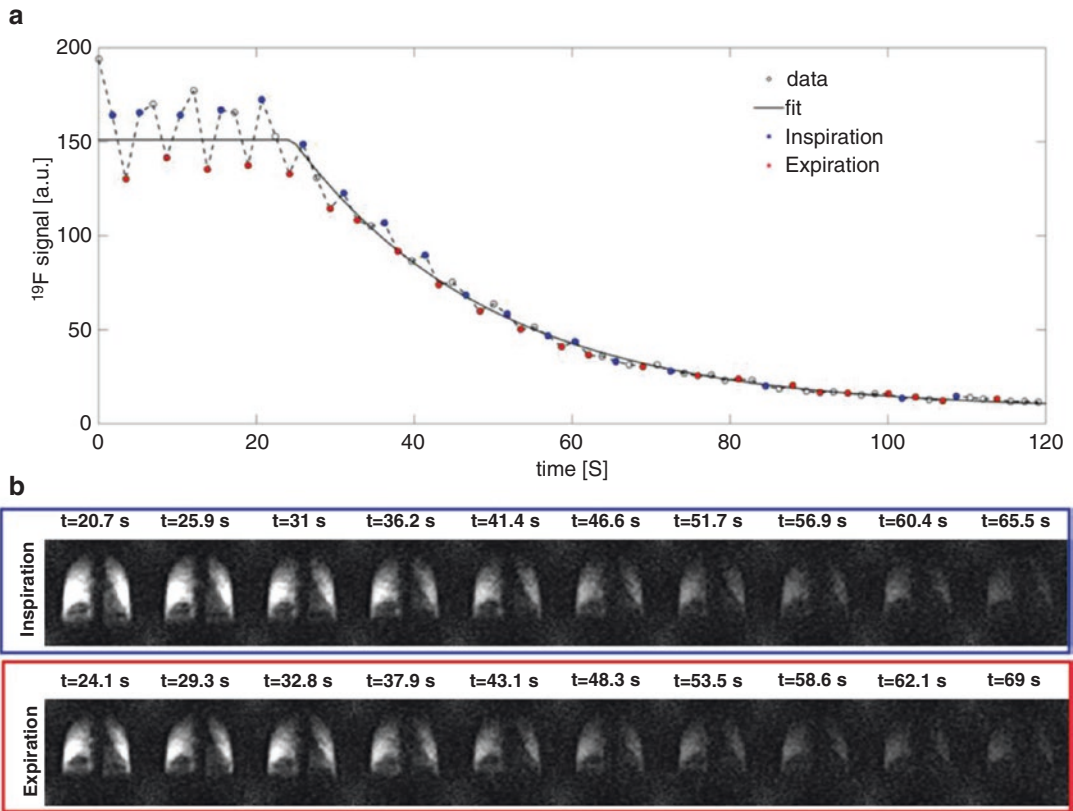 a
200
150
100
50
0
¹⁹F signal [a.u.]
data
fit
Inspiration
Expiration
0 20 40 60 80 100 120
time [S]
b
t=20.7 s t=25.9 s t=31 s t=36.2 s t=41.4 s t=46.6 s t=51.7 s t=56.9 s t=60.4 s t=65.5 s
Inspiration
t=24.1 s t=29.3 s t=32.8 s t=37.9 s t=43.1 s t=48.3 s t=53.5 s t=58.6 s t=62.1 s t=69 s
Expiration